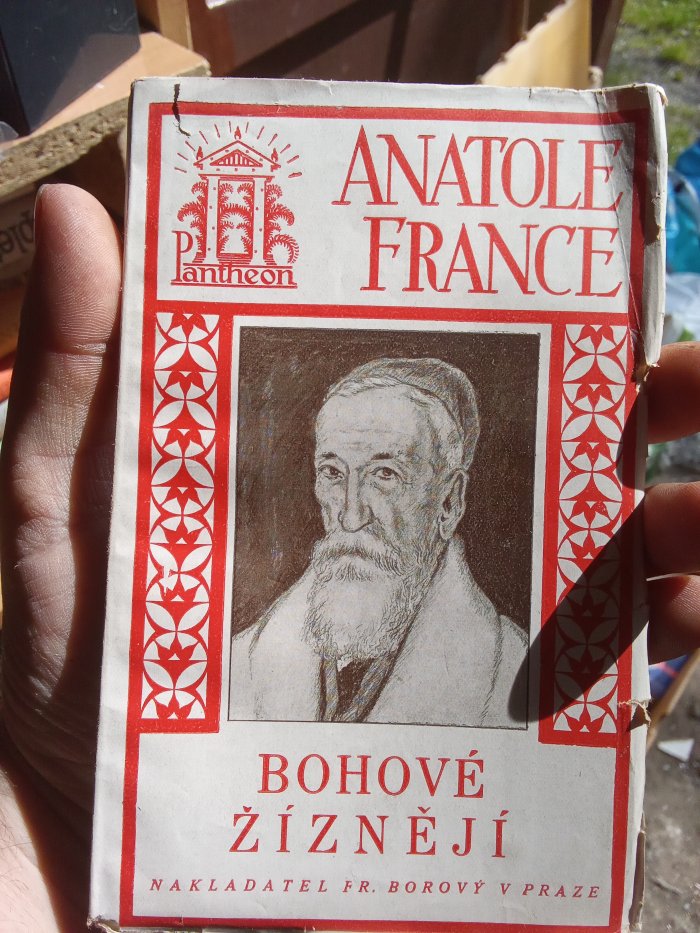 Pantheon
ANATOLE
FRANCE
BOHOVÉ
ŽÍZNĚJÍ
NAKLADATEL FR. BOROVÝ V PRAZE